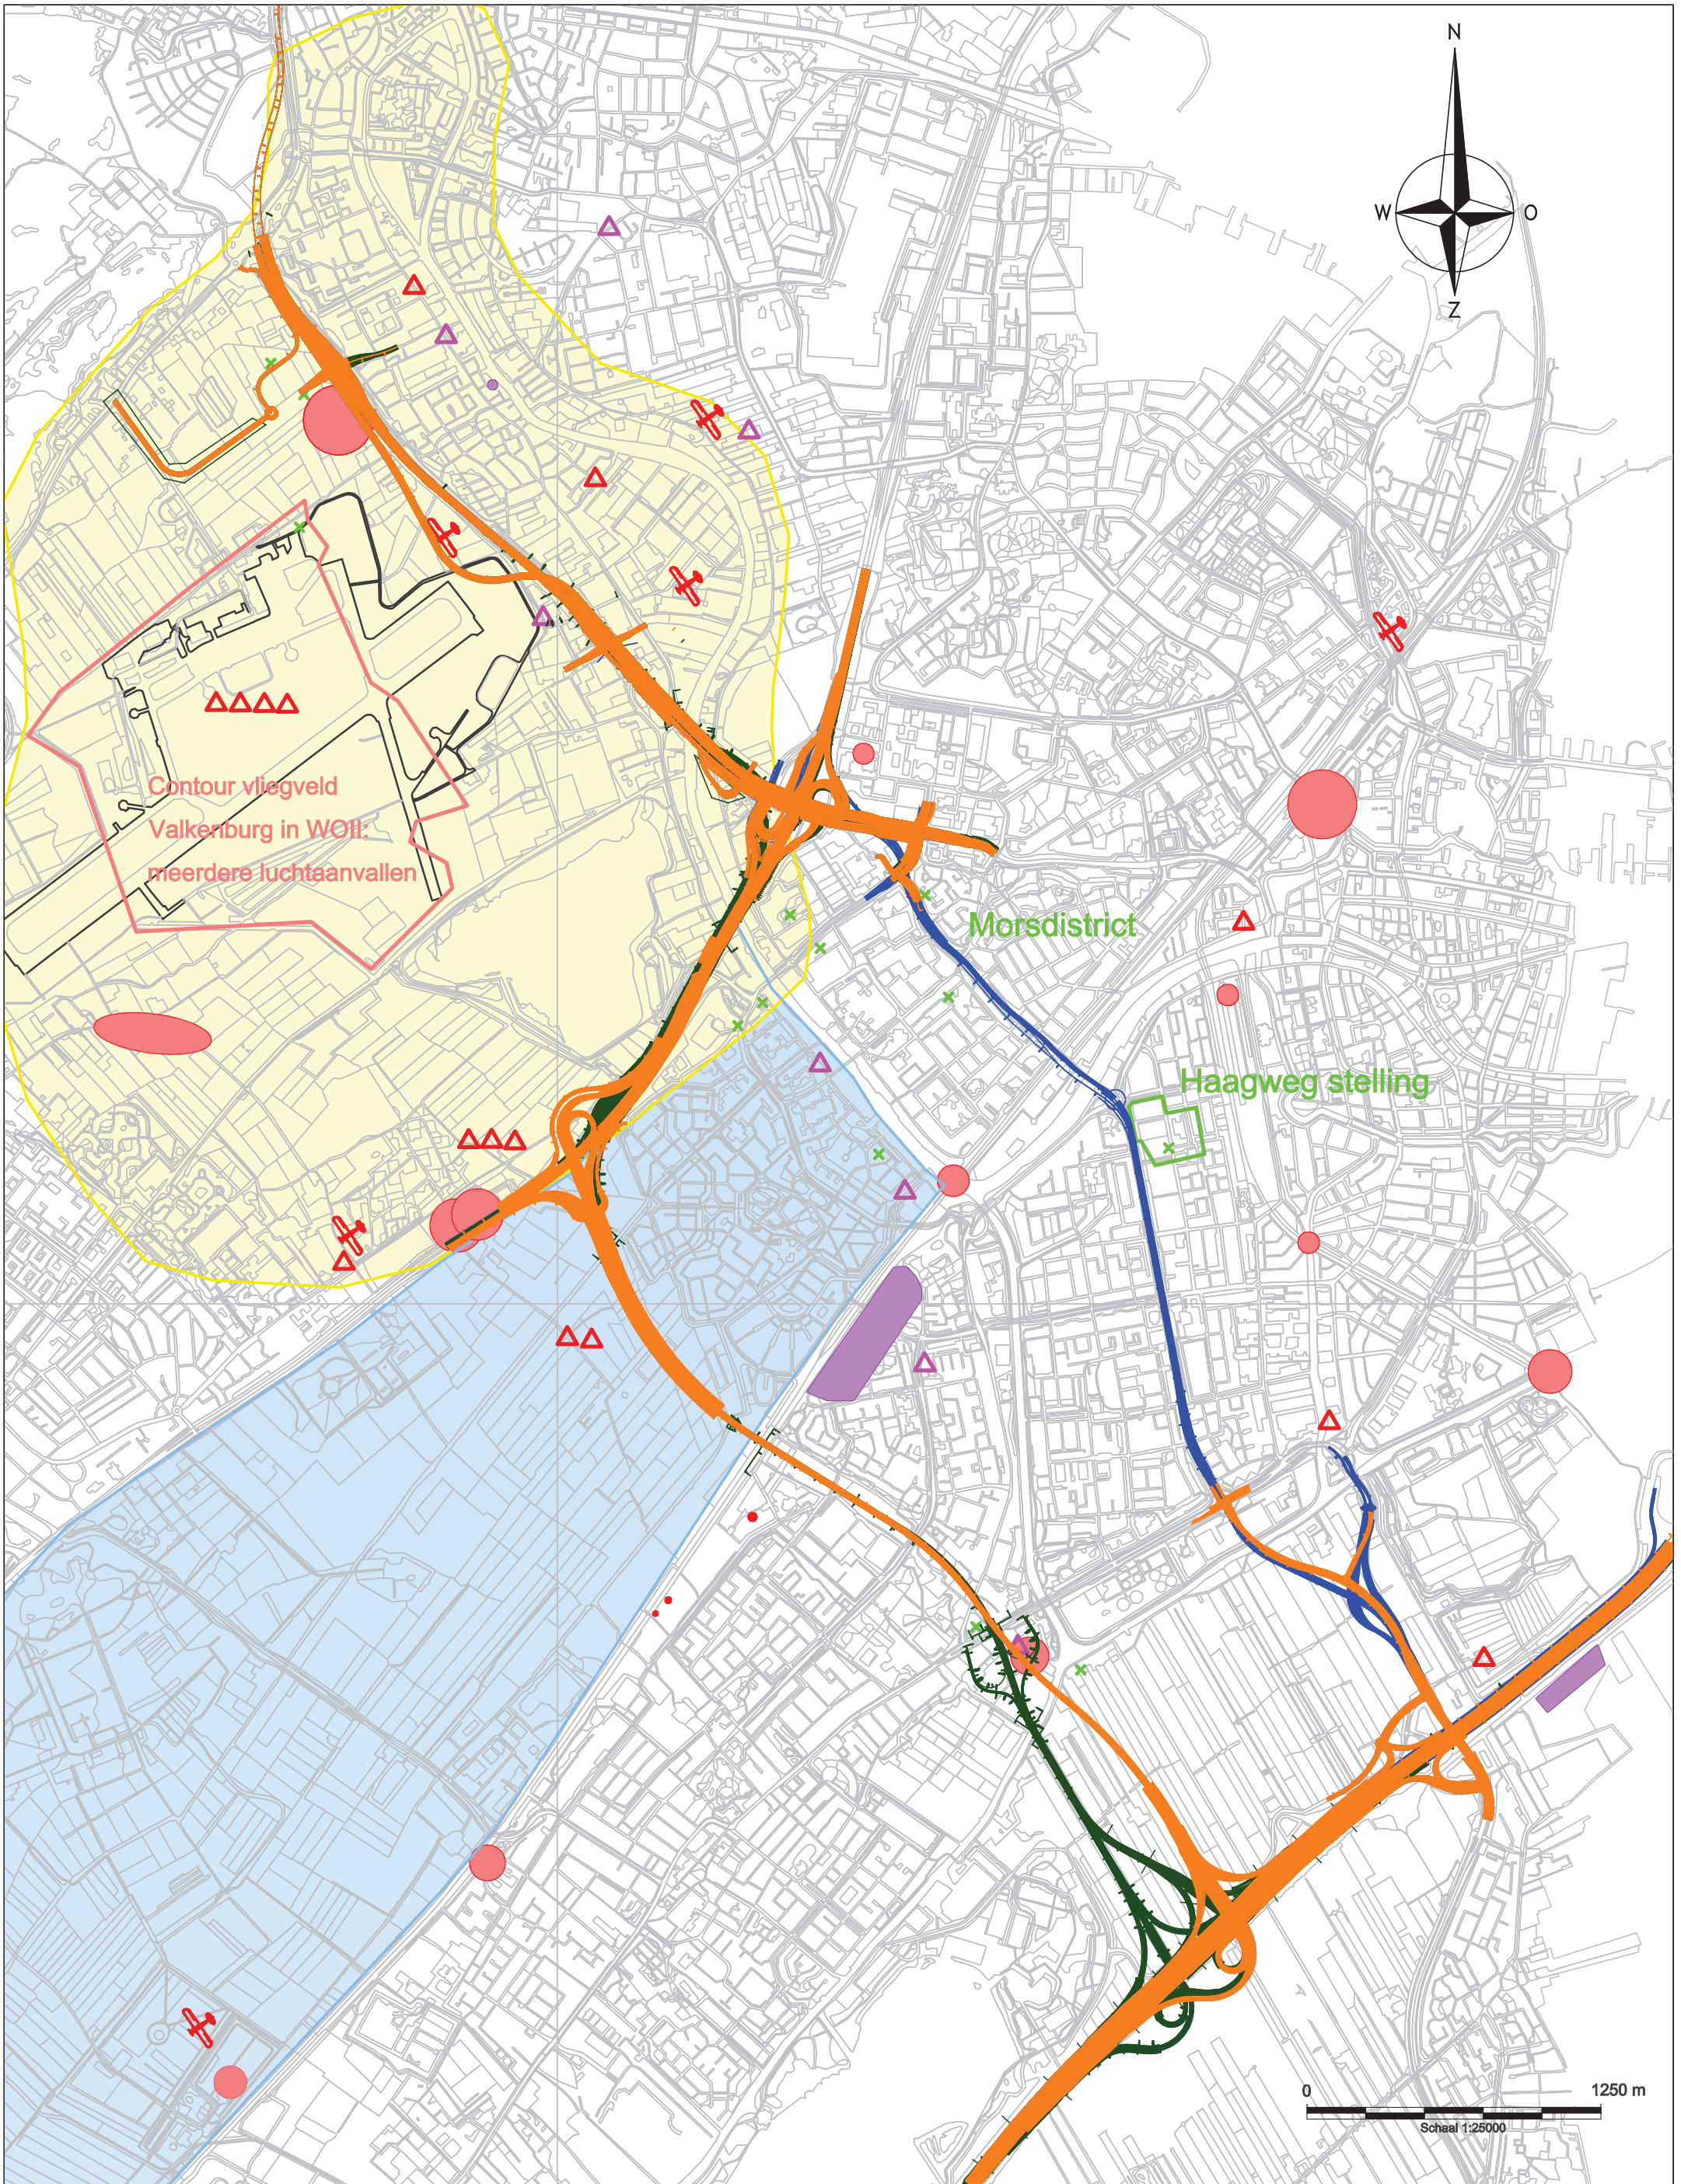 N
W
O
Z
Contour vliegveld
Valkenburg in WOII:
meerdere luchtaanvallen
Morsdistrict
Haagweg stelling
0
1250 m
Schaal 1:25000